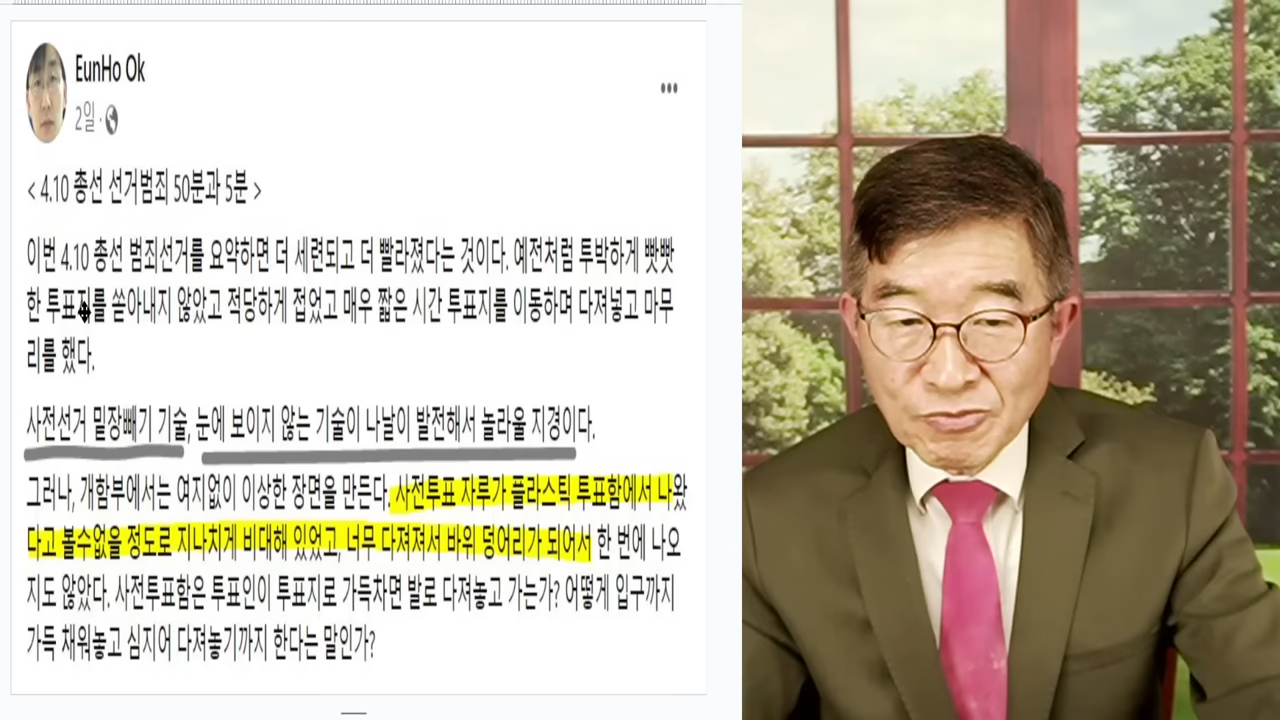 EunHo Ok
2일 ·
< 4.10 총선 선거범죄 50분과 5분 >
이번 4.10 총선 범죄선거를 요약하면 더 세련되고 더 빨라졌다는 것이다. 예전처럼 투박하게 빳빳
한 투표지를 쏟아내지 않았고 적당하게 접었고 매우 짧은 시간 투표지를 이동하며 다져넣고 마무
리를 했다.
사전선거 밑장빼기 기술, 눈에 보이지 않는 기술이 나날이 발전해서 놀라울 지경이다.
그러나, 개함부에서는 여지없이 이상한 장면을 만든다. 사전투표 자루가 플라스틱 투표함에서 나왔
다고 볼수없을 정도로 지나치게 비대해 있었고, 너무 다져져서 바위 덩어리가 되어서 한 번에 나오
지도 않았다. 사전투표함은 투표인이 투표지로 가득차면 발로 다져놓고 가는가? 어떻게 입구까지
가득 채워놓고 심지어 다져놓기까지 한다는 말인가?